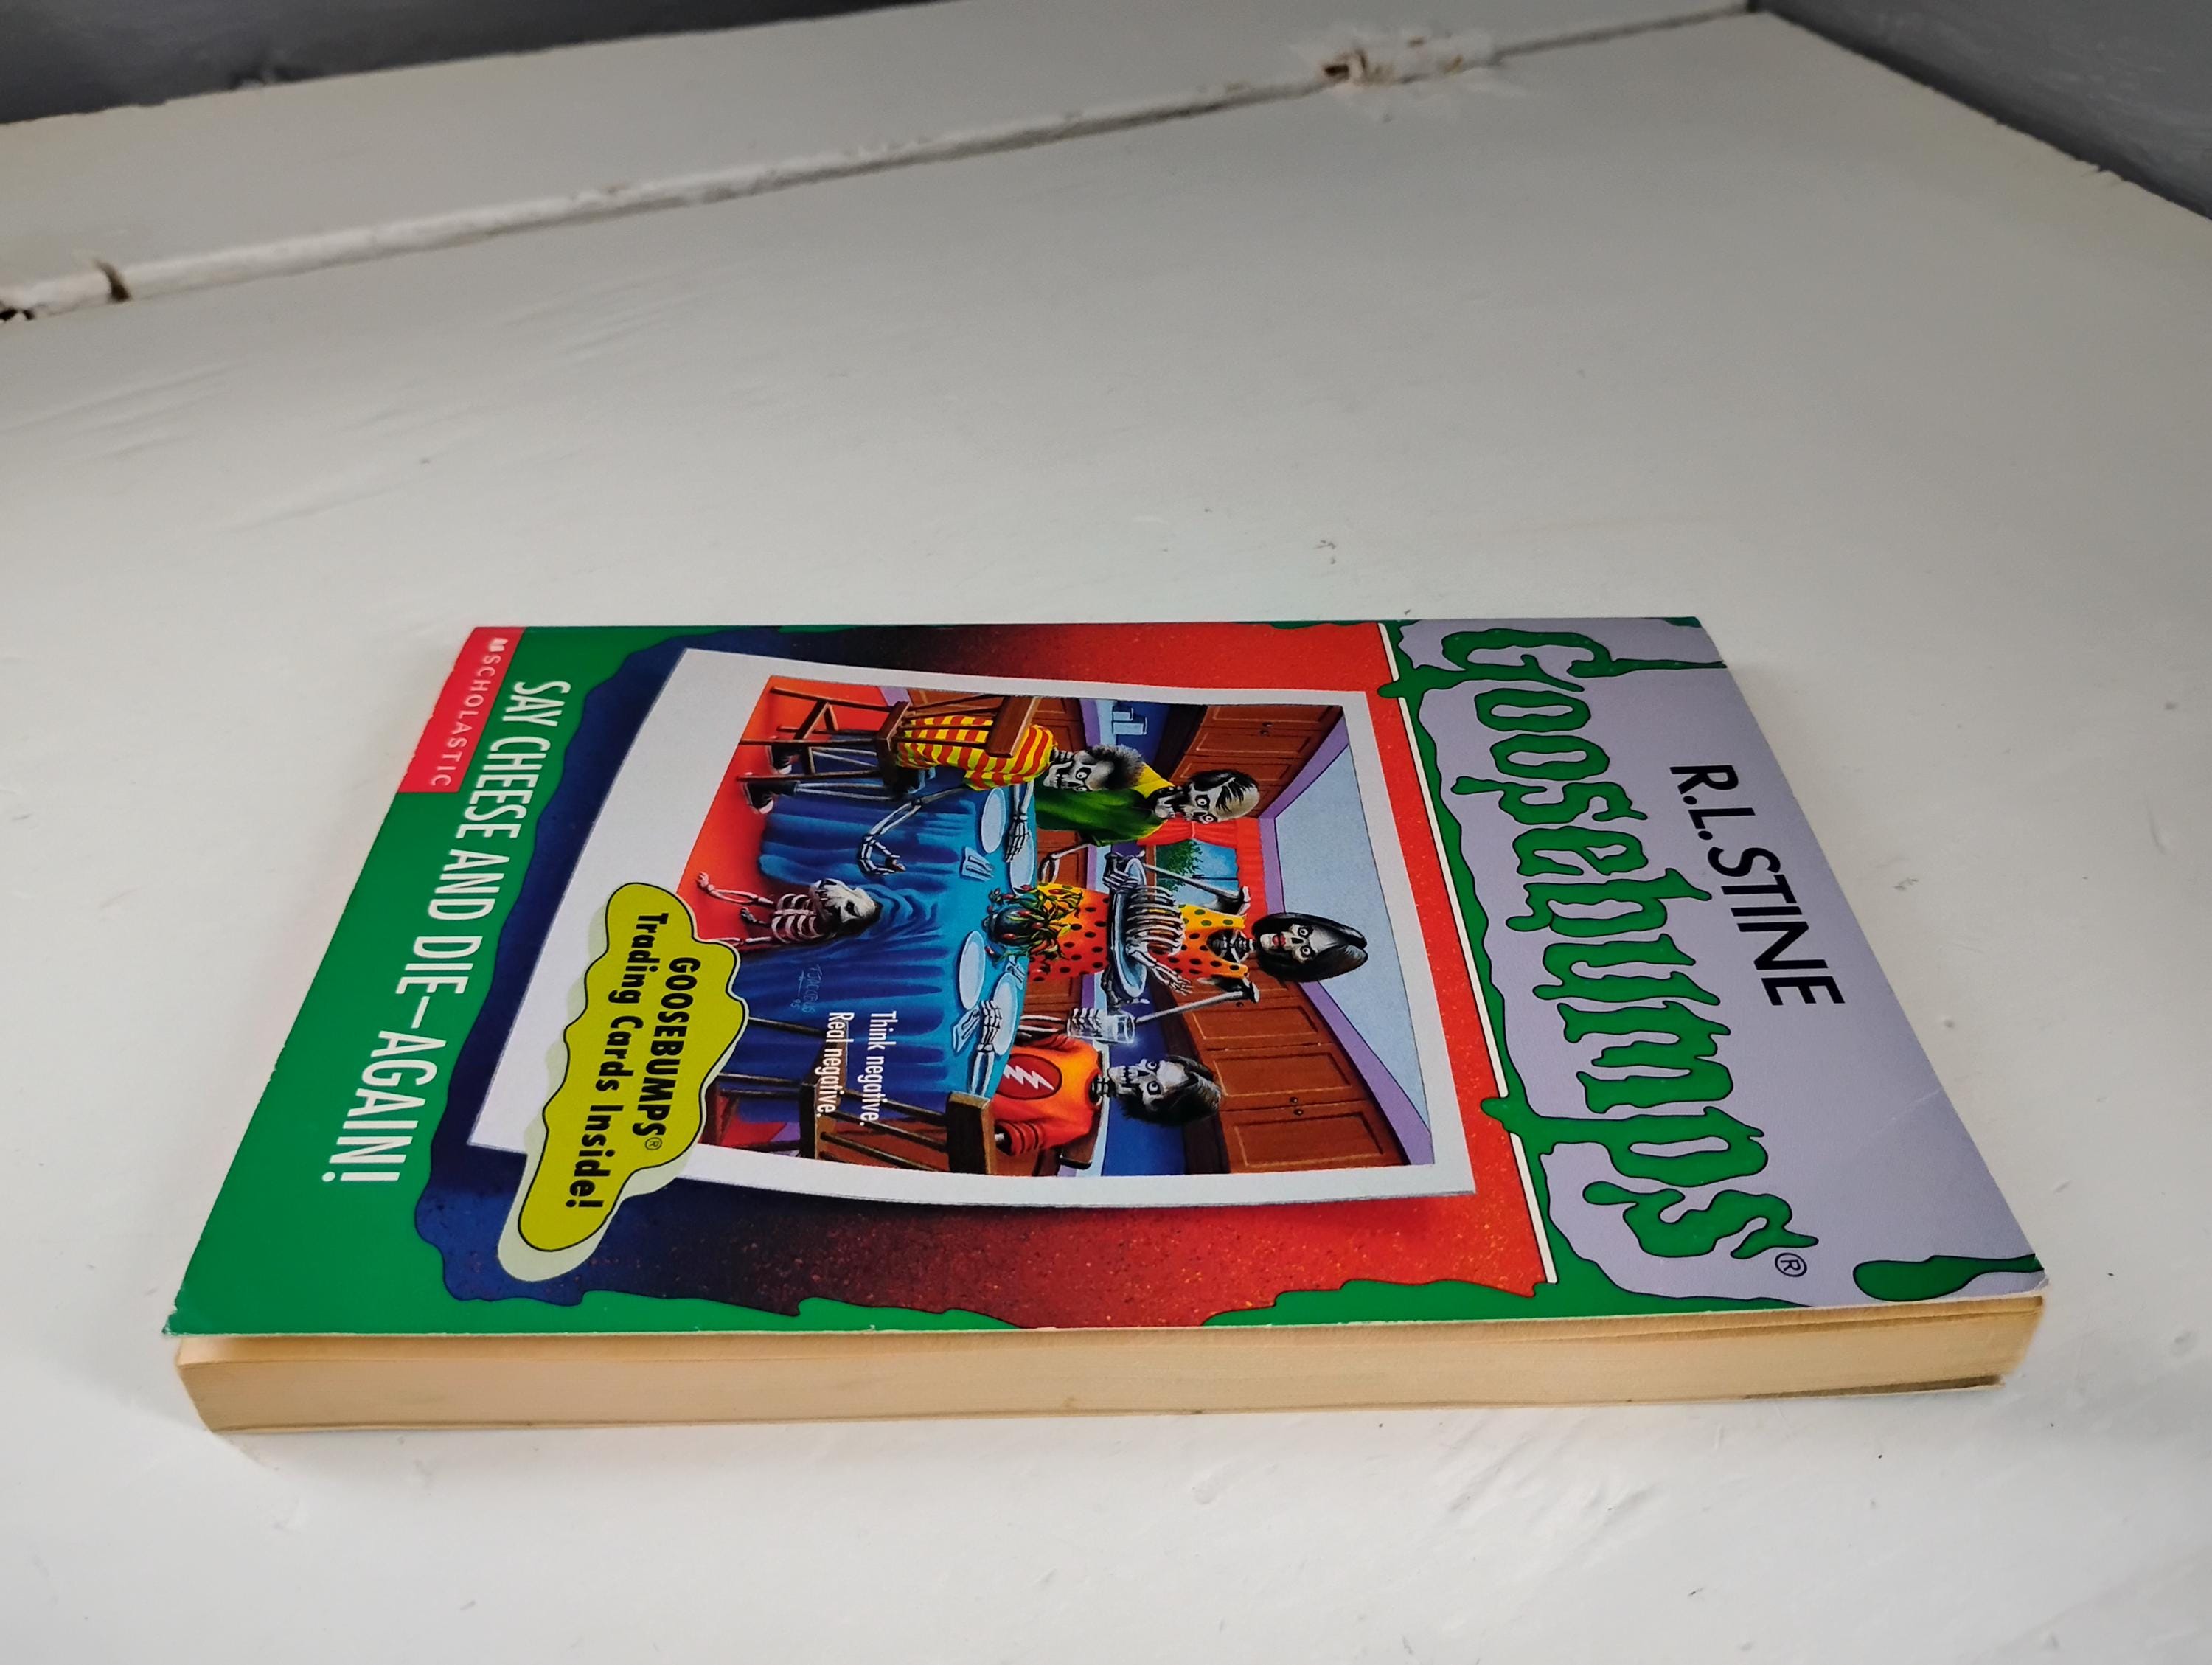 R.L. STINE
Goosebumps®
Think negative.
Real negative.
GOOSEBUMPS®
Trading Cards Inside!
SAY CHEESE AND DIE—AGAIN!
SCHOLASTIC